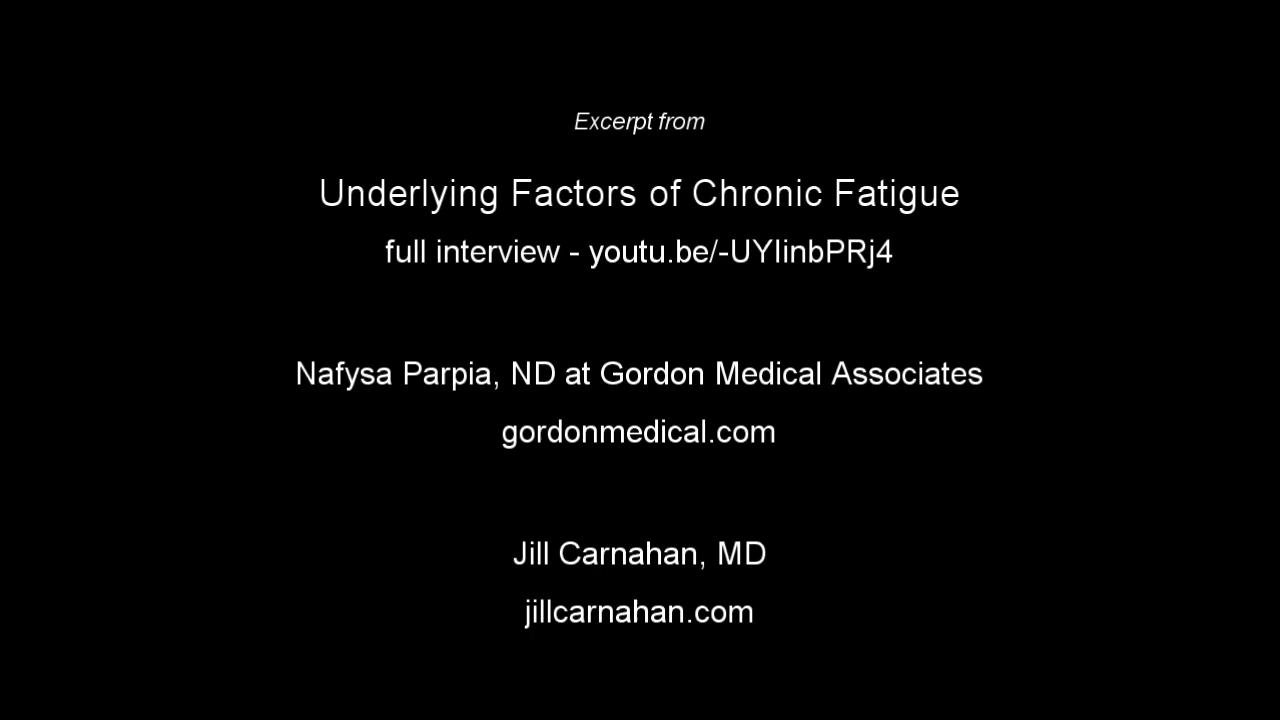 Excerpt from
Underlying Factors of Chronic Fatigue
full interview - youtu.be/-UYIinbPRj4
Nafysa Parpia, ND at Gordon Medical Associates
gordonmedical.com
Jill Carnahan, MD
jillcarnahan.com